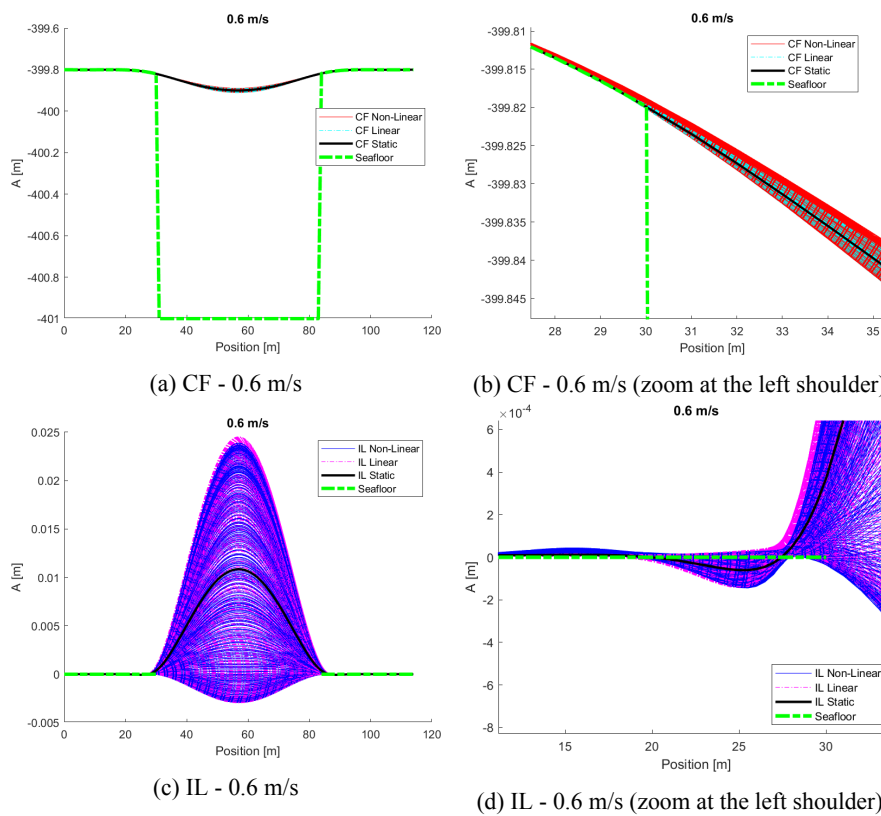 0.6 m/s
-399.6
-399.8
-400
-400.2
-400.4
-400.6
-400.8
-401
A [m]
0 20 40 60 80 100 120
Position [m]
CF Non-Linear
CF Linear
CF Static
Seafloor
(a) CF - 0.6 m/s
0.6 m/s
-399.81
-399.815
-399.82
-399.825
-399.83
-399.835
-399.84
-399.845
A [m]
28 29 30 31 32 33 34 35
Position [m]
CF Non-Linear
CF Linear
CF Static
Seafloor
(b) CF - 0.6 m/s (zoom at the left shoulder)
0.6 m/s
0.025
0.02
0.015
0.01
0.005
0
-0.005
A [m]
0 20 40 60 80 100 120
Position [m]
IL Non-Linear
IL Linear
IL Static
Seafloor
(c) IL - 0.6 m/s
0.6 m/s
×10-4
6
4
2
0
-2
-4
-6
-8
A [m]
15 20 25 30
Position [m]
IL Non-Linear
IL Linear
IL Static
Seafloor
(d) IL - 0.6 m/s (zoom at the left shoulder)